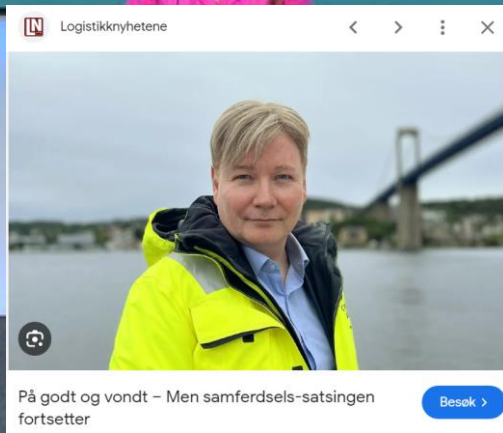 LN Logistikknyhetene
På godt og vondt – Men samferdsels-satsingen
fortsetter
Besøk >